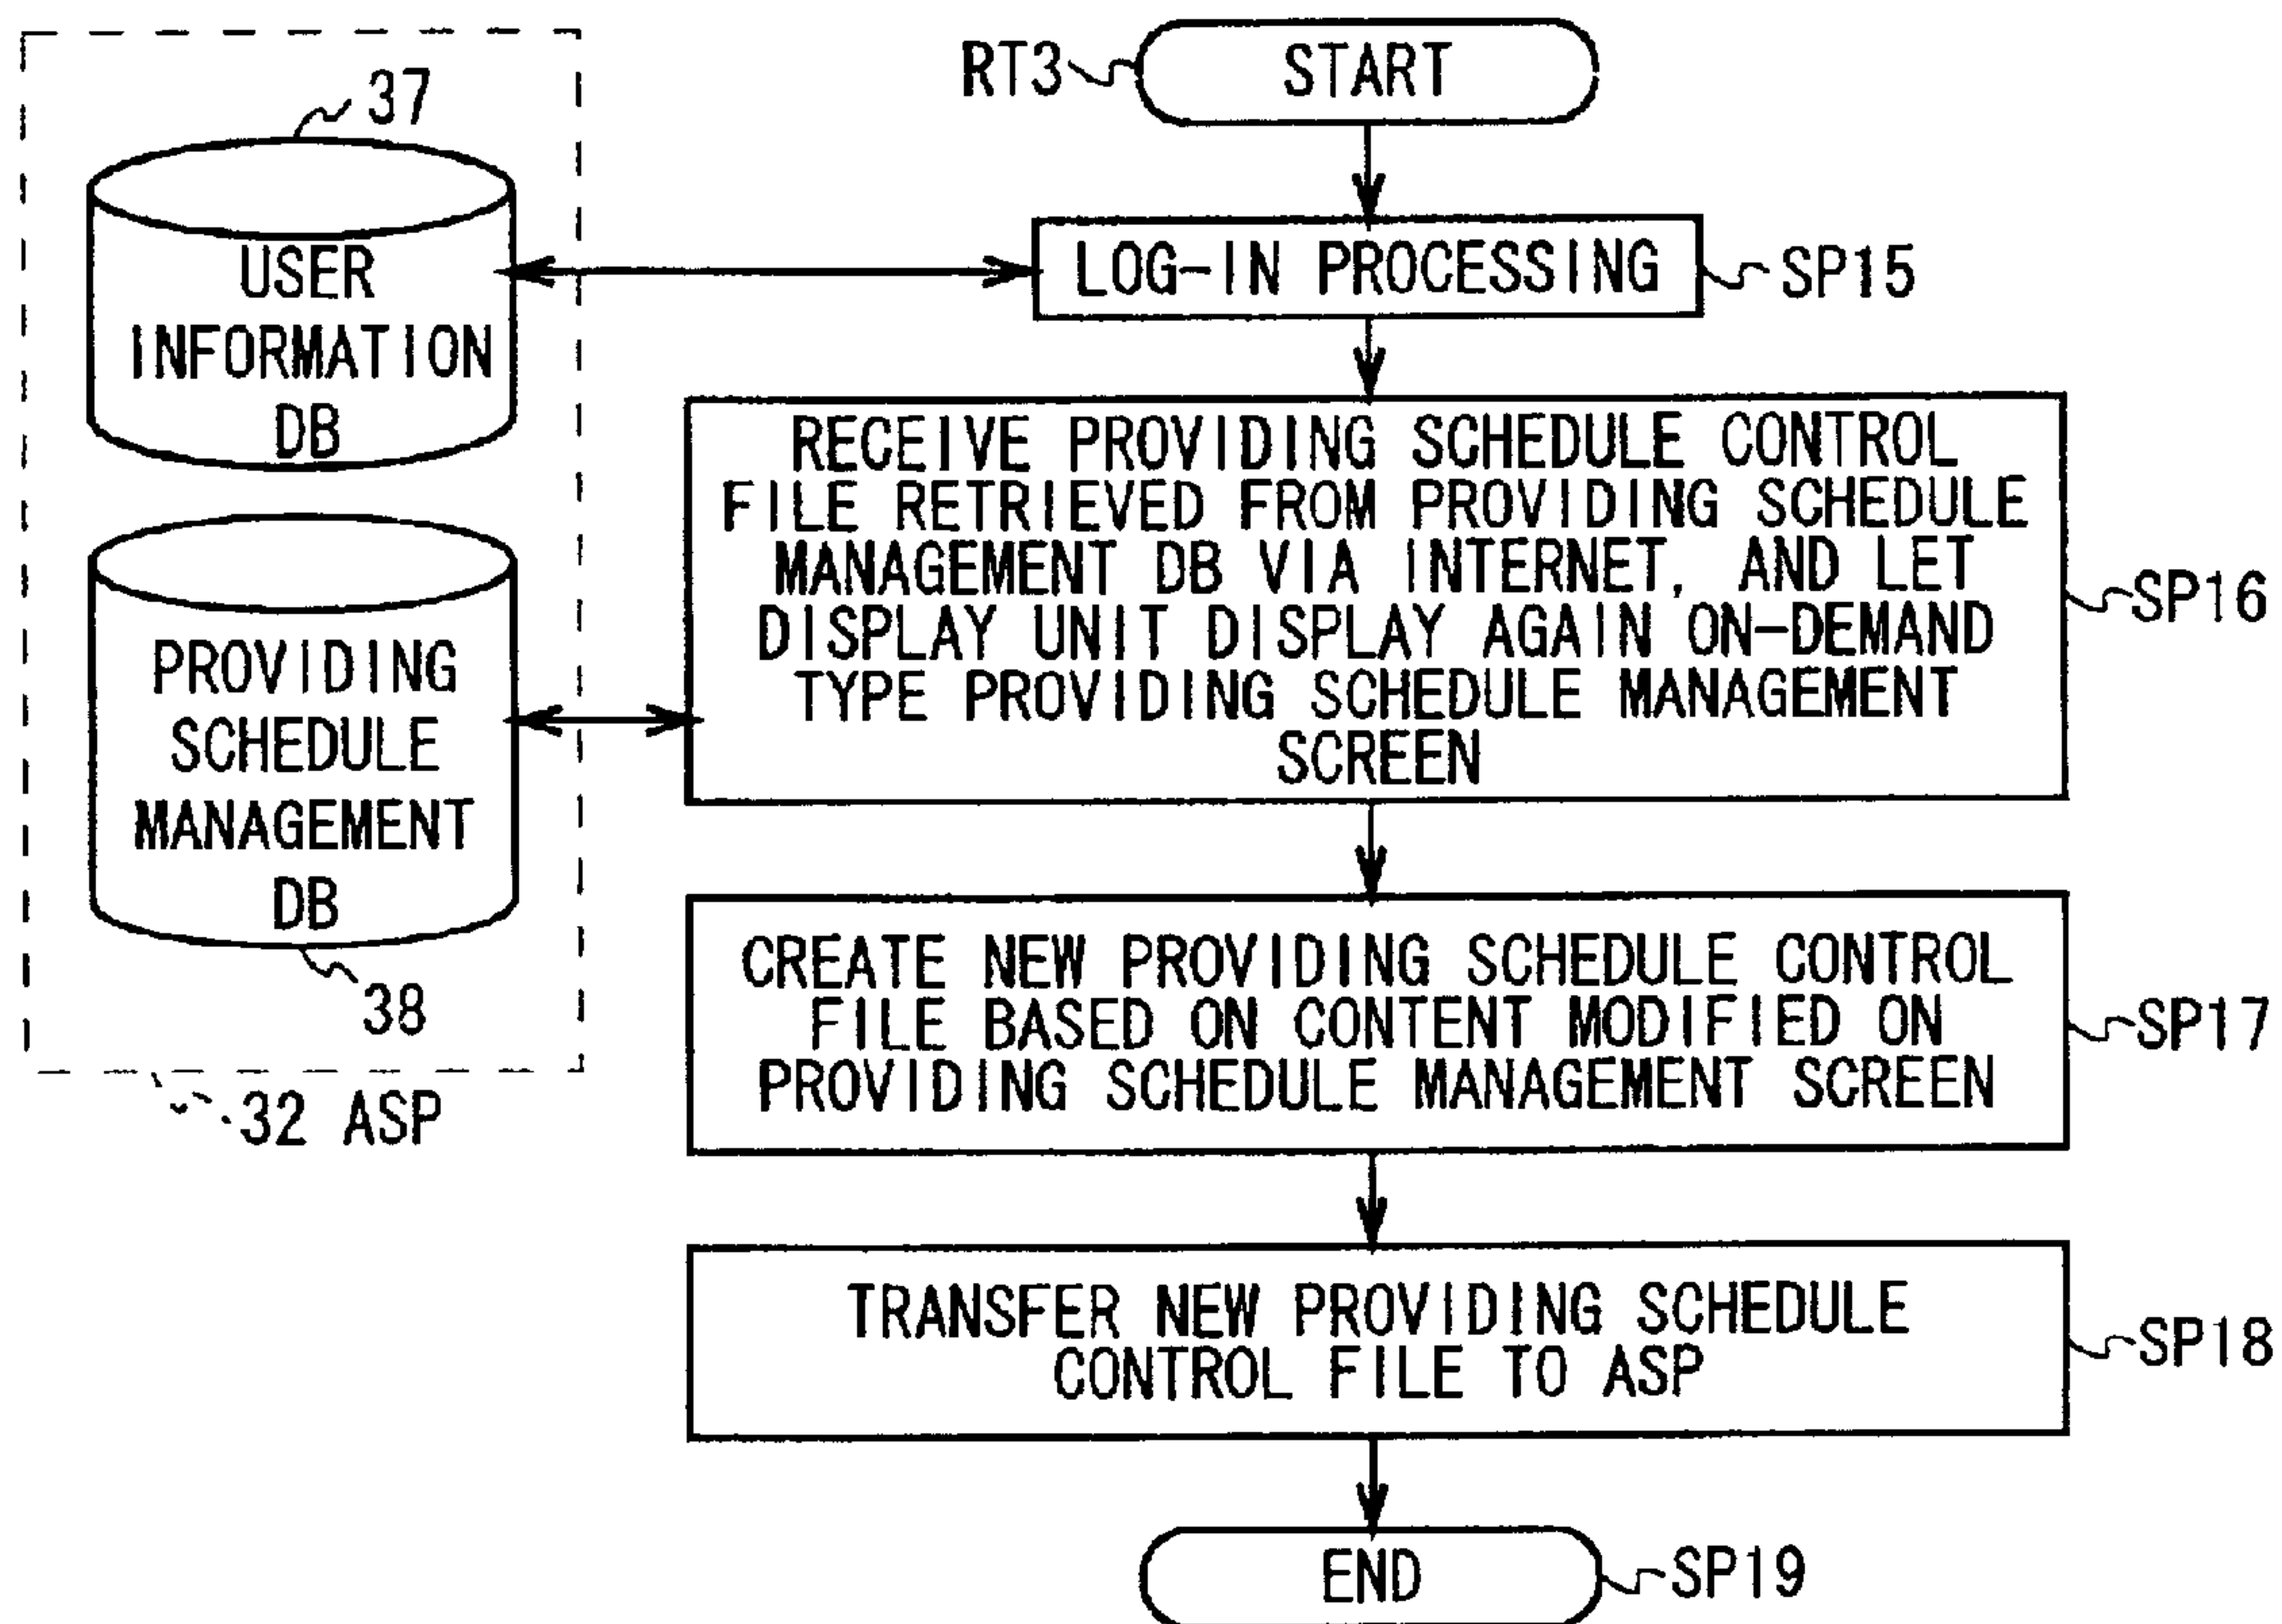 RT3
START
37
USER
INFORMATION
DB
LOG-IN PROCESSING
SP15
RECEIVE PROVIDING SCHEDULE CONTROL
FILE RETRIEVED FROM PROVIDING SCHEDULE
MANAGEMENT DB VIA INTERNET, AND LET
DISPLAY UNIT DISPLAY AGAIN ON-DEMAND
TYPE PROVIDING SCHEDULE MANAGEMENT
SCREEN
SP16
PROVIDING
SCHEDULE
MANAGEMENT
DB
38
32 ASP
CREATE NEW PROVIDING SCHEDULE CONTROL
FILE BASED ON CONTENT MODIFIED ON
PROVIDING SCHEDULE MANAGEMENT SCREEN
SP17
TRANSFER NEW PROVIDING SCHEDULE
CONTROL FILE TO ASP
SP18
END
SP19